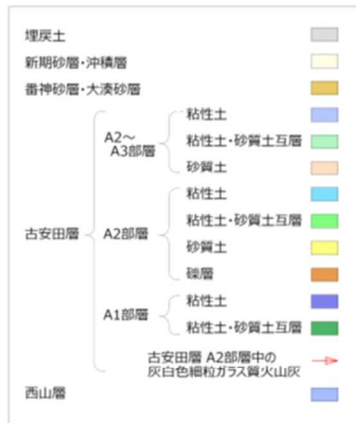 埋戻土
新期砂層・沖積層
番神砂層・大湊砂層
古安田層
A2～
A3部層
粘性土
粘性土・砂質土互層
砂質土
A2部層
粘性土
粘性土・砂質土互層
砂質土
礫層
A1部層
粘性土
粘性土・砂質土互層
古安田層 A2部層中の
灰白色細粒ガラス質火山灰
西山層